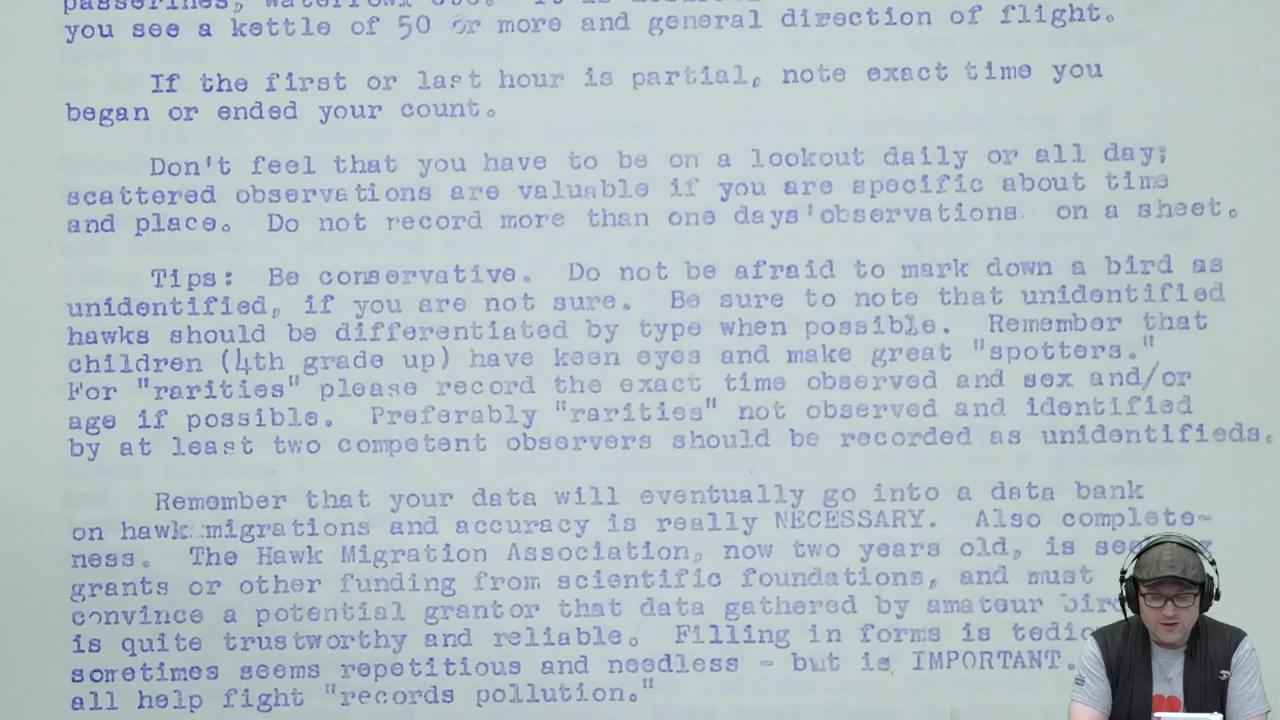 you see a kettle of 50 or more and general direction of flight.
If the first or last hour is partial, note exact time you
began or ended your count.
Don't feel that you have to be on a lookout daily or all day;
scattered observations are valuable if you are specific about time
and place. Do not record more than one days'observations on a sheet.
Tips: Be conservative. Do not be afraid to mark down a bird as
unidentified, if you are not sure. Be sure to note that unidentified
hawks should be differentiated by type when possible. Remember that
children (4th grade up) have keen eyes and make great "spotters."
For "rarities" please record the exact time observed and sex and/or
age if possible. Preferably "rarities" not observed and identified
by at least two competent observers should be recorded as unidentifieds.
Remember that your data will eventually go into a data bank
on hawk migrations and accuracy is really NECESSARY. Also complete-
ness. The Hawk Migration Association, now two years old, is
grants or other funding from scientific foundations, and must
convince a potential grantor that data gathered by amateur
is quite trustworthy and reliable. Filling in forms is
sometimes seems repetitious and needless - but is IMPORTANT.
all help fight "records pollution."